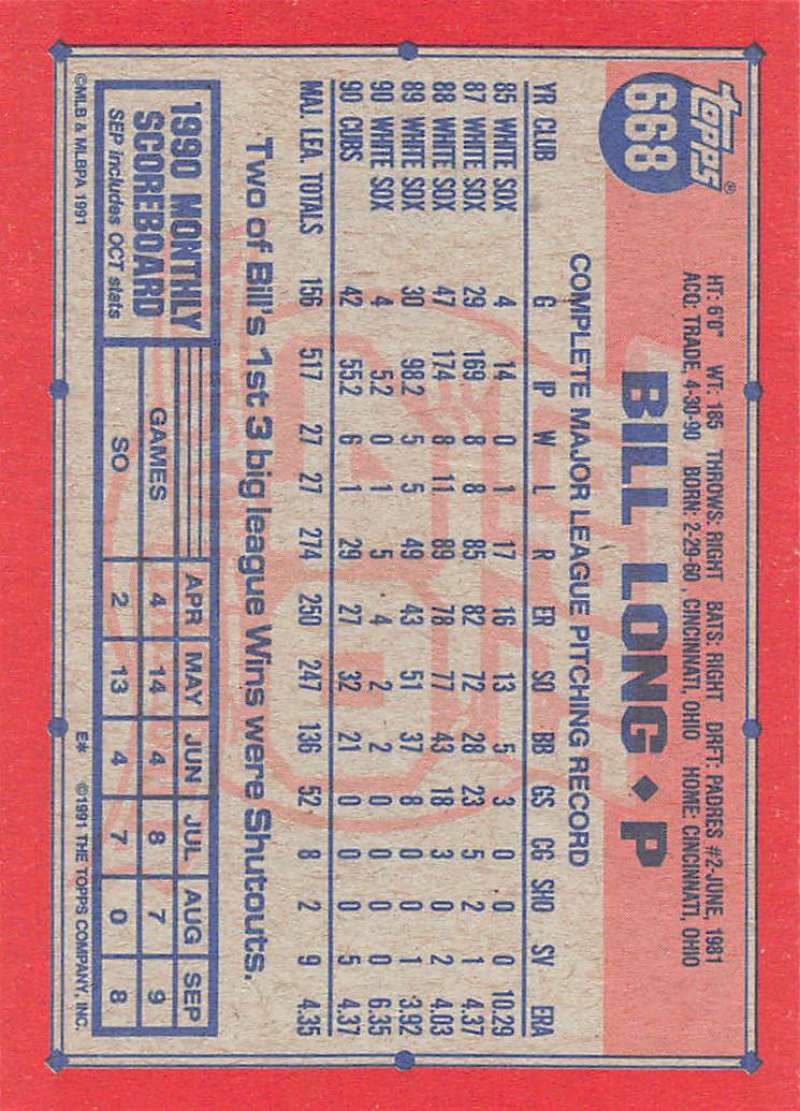 Topps®
668
HT: 6'0" WT: 185 THROWS: RIGHT BATS: RIGHT DRFT: PADRES #2-JUNE, 1981
ACQ: TRADE, 4-30-90 BORN: 2-29-60, CINCINNATI, OHIO HOME: CINCINNATI, OHIO
BILL LONG ♦ P
COMPLETE MAJOR LEAGUE PITCHING RECORD
YR CLUB G IP W L R ER SO BB GS CG SHO SV ERA
85 WHITE SOX 4 14 0 1 17 16 13 5 3 0 0 0 10.29
87 WHITE SOX 29 169 8 8 85 82 72 28 23 5 2 1 4.37
88 WHITE SOX 47 174 8 11 89 78 77 43 18 3 0 2 4.03
89 WHITE SOX 30 98.2 5 5 49 43 51 37 8 0 0 1 3.92
90 WHITE SOX 4 5.2 0 1 5 4 2 2 0 0 0 0 6.35
90 CUBS 42 55.2 6 1 29 27 32 21 0 0 0 5 4.37
MAJ. LEA. TOTALS 156 517 27 27 274 250 247 136 52 8 2 9 4.35
Two of Bill's 1st 3 big league Wins were Shutouts.
1990 MONTHLY
SCOREBOARD
SEP includes OCT stats
APR MAY JUN JUL AUG SEP
GAMES 4 14 4 8 7 9
SO 2 13 4 7 0 8
©MLB & MLBPA 1991
E* ©1991 THE TOPPS COMPANY, INC.